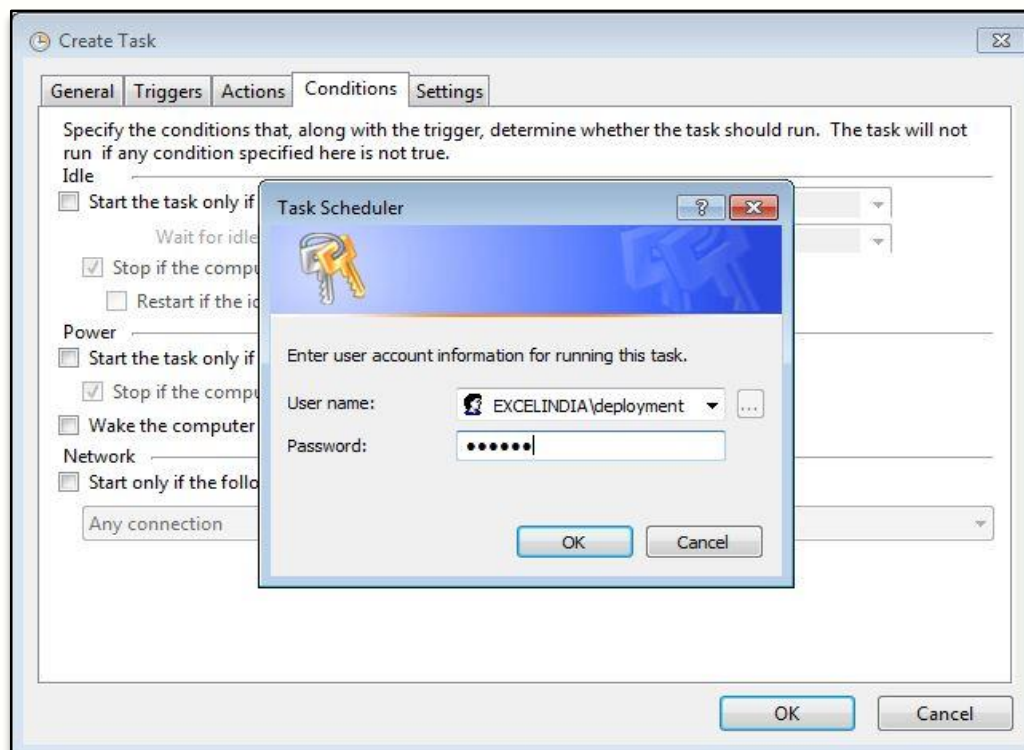 Create Task
General Triggers Actions Conditions Settings
Specify the conditions that, along with the trigger, determine whether the task should run. The task will not
run if any condition specified here is not true.
Idle
Start the task only if
Wait for idle
Stop if the
Restart if the
Power
Start the task only if
Stop if the
Wake the computer
Network
Start only if the
Any connection
Task Scheduler
Enter user account information for running this task.
User name: EXCELINDIA\deployment ...
Password: ••••••
OK Cancel
OK Cancel